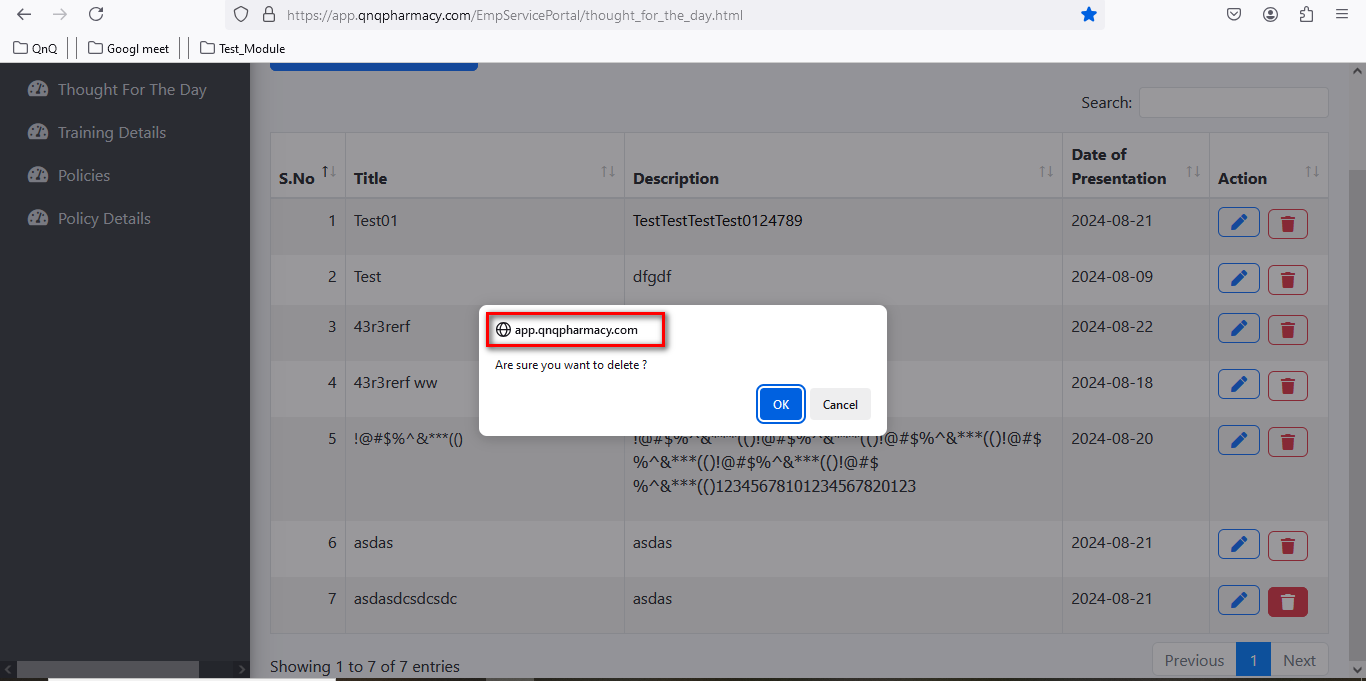 https://app.qnqpharmacy.com/EmpServicePortal/thought_for_the_day.html
QnQ
Googl meet
Test_Module
Thought For The Day
Training Details
Policies
Policy Details
Search:
S.No
Title
Description
Date of
Presentation
Action
1 Test01 TestTestTestTest0124789 2024-08-21
2 Test dfgdf 2024-08-09
3 43r3rerf 2024-08-22
4 43r3rerf ww 2024-08-18
app.qnqpharmacy.com
Are sure you want to delete ?
OK
Cancel
5 !@#$%^&***(() !@#$%^&***(()!@#$%^&***(()!@#$%^&***(()!@#$ 2024-08-20
%^&***(()!@#$%^&***(()!@#$
%^&***(()12345678101234567820123
6 asdas asdas 2024-08-21
7 asdasdcsdcsdc asdas 2024-08-21
Showing 1 to 7 of 7 entries
Previous
1
Next